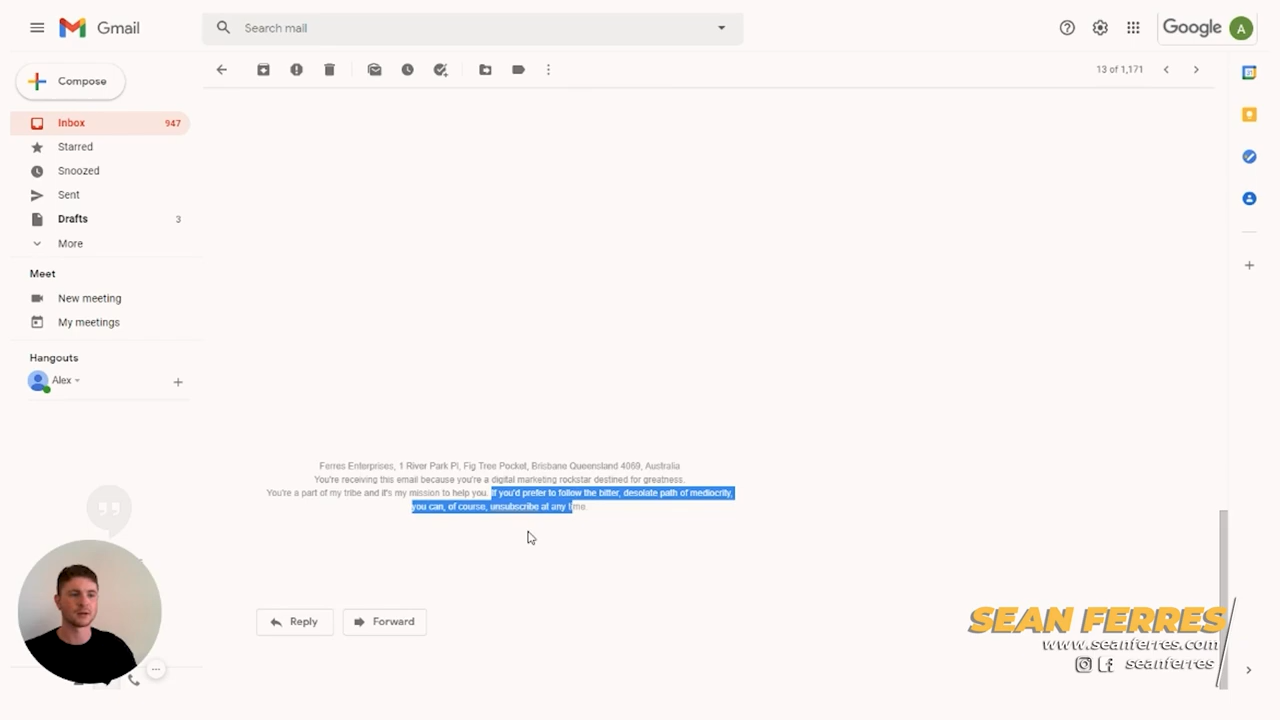 Gmail
Search mail
Google
A
Compose
13 of 1,171
Inbox 947
Starred
Snoozed
Sent
Drafts 3
More
Meet
New meeting
My meetings
Hangouts
Alex
Ferres Enterprises, 1 River Park Pl, Fig Tree Pocket, Brisbane Queensland 4069, Australia
You're receiving this email because you're a digital marketing rockstar destined for greatness.
You're a part of my tribe and it's my mission to help you. If you'd prefer to follow the bitter, desolate path of mediocrity,
you can, of course, unsubscribe at any time.
Reply
Forward
SEAN FERRES
www.seanferres.com
seanferres